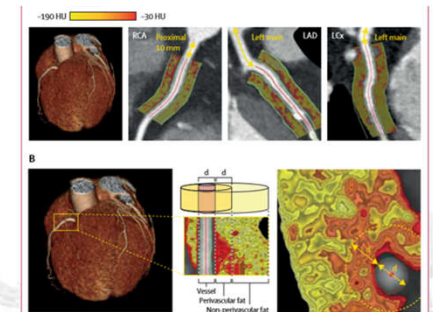 −190 HU −30 HU
RCA
Proximal
10 mm
Left main
LAD
LCx
Left main
B
d d
Vessel
Perivascular fat
Non-perivascular fat